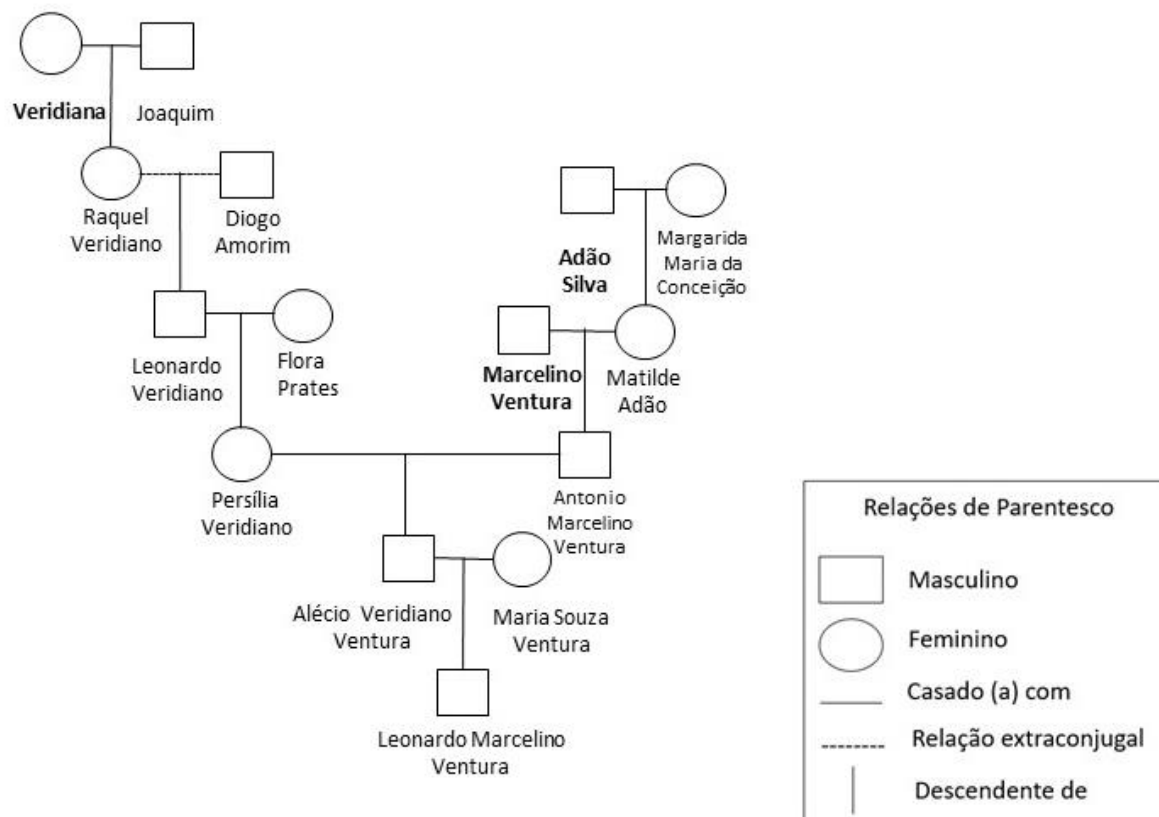 Veridiana
Joaquim
Raquel
Veridiano
Diogo
Amorim
Adão
Silva
Margarida
Maria da
Conceição
Leonardo
Veridiano
Flora
Prates
Marcelino
Ventura
Matilde
Adão
Persília
Veridiano
Antonio
Marcelino
Ventura
Alécio Veridiano
Ventura
Maria Souza
Ventura
Leonardo Marcelino
Ventura
Relações de Parentesco
Masculino
Feminino
Casado (a) com
Relação extraconjugal
Descendente de